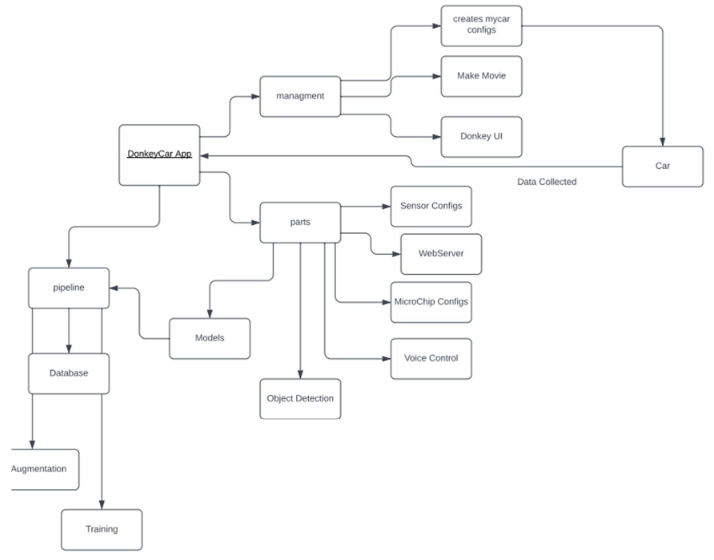 creates mycar
configs
Make Movie
managment
Donkey UI
DonkeyCar App
Car
Data Collected
Sensor Configs
parts
WebServer
pipeline
MicroChip Configs
Models
Voice Control
Database
Object Detection
Augmentation
Training